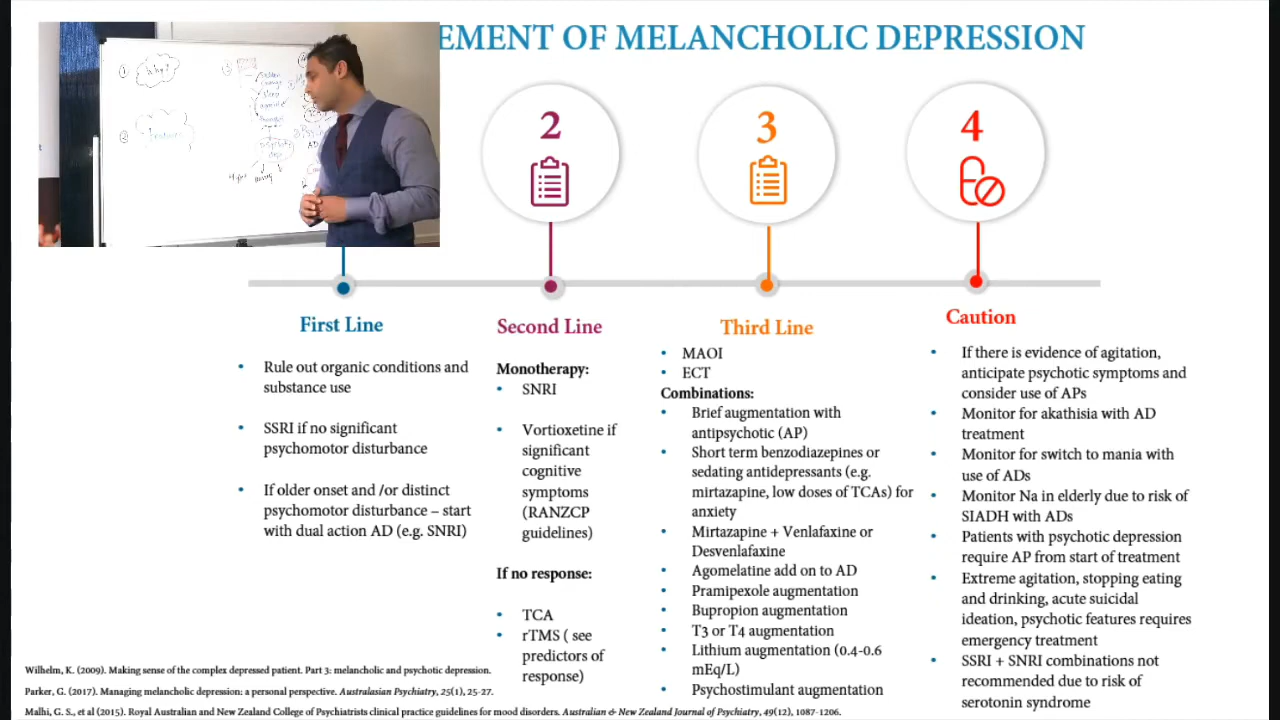 EMENT OF MELANCHOLIC DEPRESSION
1 Why?
2
AD
2
3
4
First Line
• Rule out organic conditions and
substance use
• SSRI if no significant
psychomotor disturbance
• If older onset and /or distinct
psychomotor disturbance – start
with dual action AD (e.g. SNRI)
Second Line
Monotherapy:
• SNRI
• Vortioxetine if
significant
cognitive
symptoms
(RANZCP
guidelines)
If no response:
• TCA
• rTMS ( see
predictors of
response)
Third Line
• MAOI
• ECT
Combinations:
• Brief augmentation with
antipsychotic (AP)
• Short term benzodiazepines or
sedating antidepressants (e.g.
mirtazapine, low doses of TCAs) for
anxiety
• Mirtazapine + Venlafaxine or
Desvenlafaxine
• Agomelatine add on to AD
• Pramipexole augmentation
• Bupropion augmentation
• T3 or T4 augmentation
• Lithium augmentation (0.4-0.6
mEq/L)
• Psychostimulant augmentation
Caution
• If there is evidence of agitation,
anticipate psychotic symptoms and
consider use of APs
• Monitor for akathisia with AD
treatment
• Monitor for switch to mania with
use of ADs
• Monitor Na in elderly due to risk of
SIADH with ADs
• Patients with psychotic depression
require AP from start of treatment
• Extreme agitation, stopping eating
and drinking, acute suicidal
ideation, psychotic features requires
emergency treatment
• SSRI + SNRI combinations not
recommended due to risk of
serotonin syndrome
Wilhelm, K. (2009). Making sense of the complex depressed patient. Part 3: melancholic and psychotic depression.
Parker, G. (2017). Managing melancholic depression: a personal perspective. Australasian Psychiatry, 25(1), 25-27.
Malhi, G. S., et al (2015). Royal Australian and New Zealand College of Psychiatrists clinical practice guidelines for mood disorders. Australian & New Zealand Journal of Psychiatry, 49(12), 1087-1206.